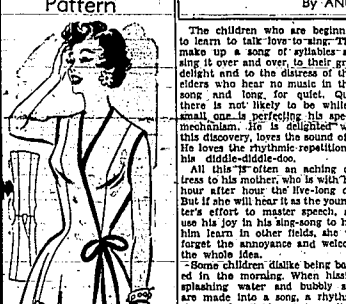 Pattern
By AN
The children who are beginn
to learn to talk love to sing. Th
make up a song of syllables a
sing it over and over, to their gr
delight and to the distress of th
elders who hear no music in th
song and long for quiet. Qu
there is not likely to be while
small one is perfecting his spe
mechanism. He is delighted w
this discovery, loves the sound of
He loves the rhythmic repetition
his diddle-diddle-doo.
All this is often an aching d
tress to his mother, who is with h
hour after hour the live-long d
But if she will hear it as the youn
ter's effort to master speech, a
use his joy in his sing-song to h
him learn in other fields, she
forget the annoyance and welco
the whole idea.
Some children dislike being ba
ed in the morning. When hissi
splashing water and bubbly s
are made into a song, a rhyth